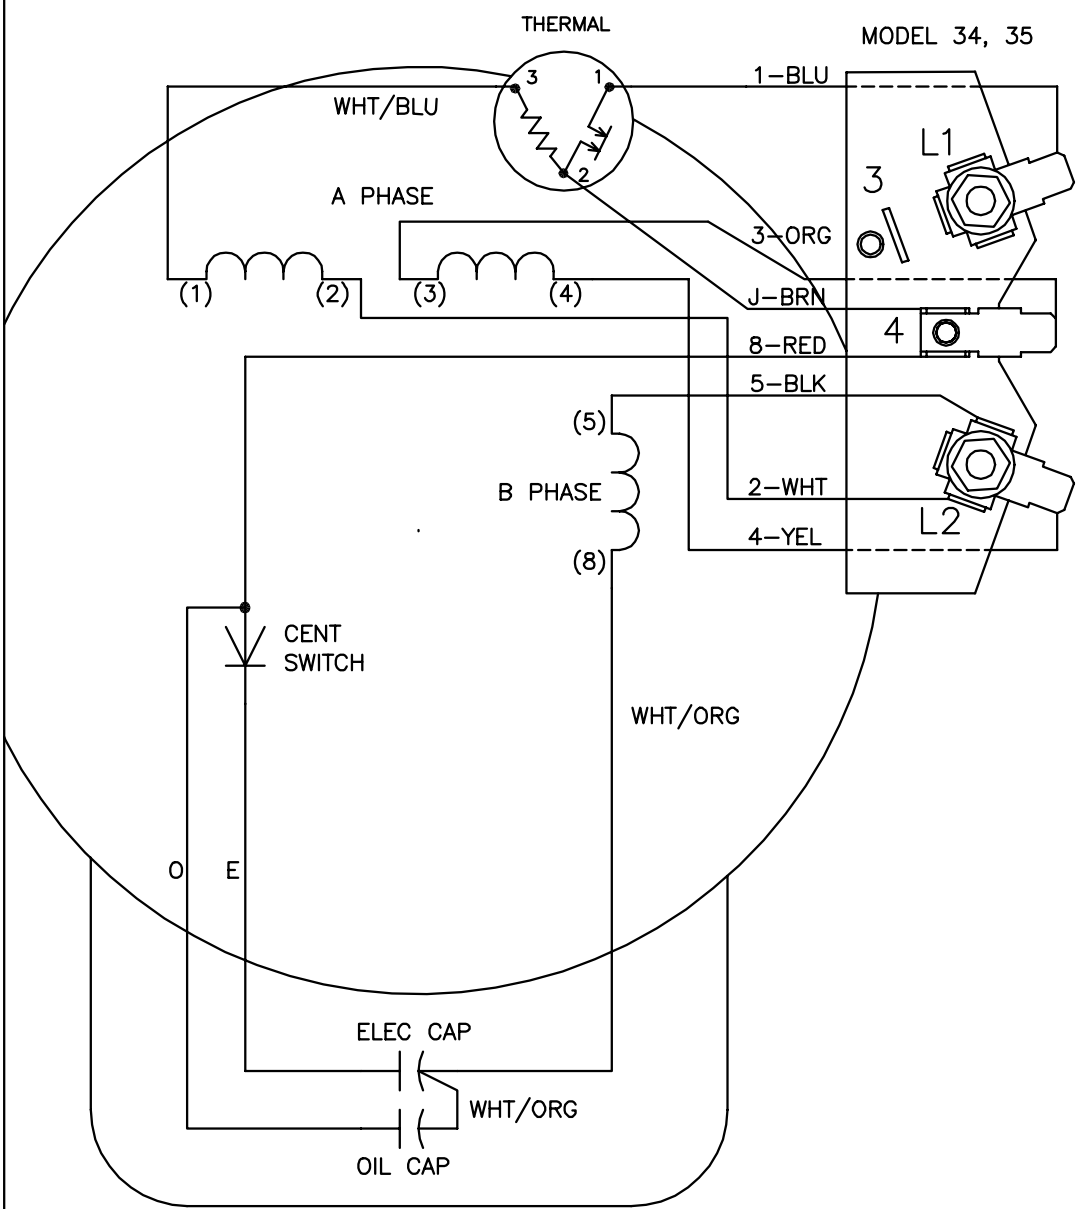 THERMAL
MODEL 34, 35
3
1
1-BLU
WHT/BLU
L1
2
3
A PHASE
3-ORG
(1)
(2)
(3)
(4)
J-BRN
4
8-RED
5-BLK
(5)
B PHASE
2-WHT
L2
4-YEL
(8)
CENT
SWITCH
WHT/ORG
O
E
ELEC CAP
WHT/ORG
OIL CAP